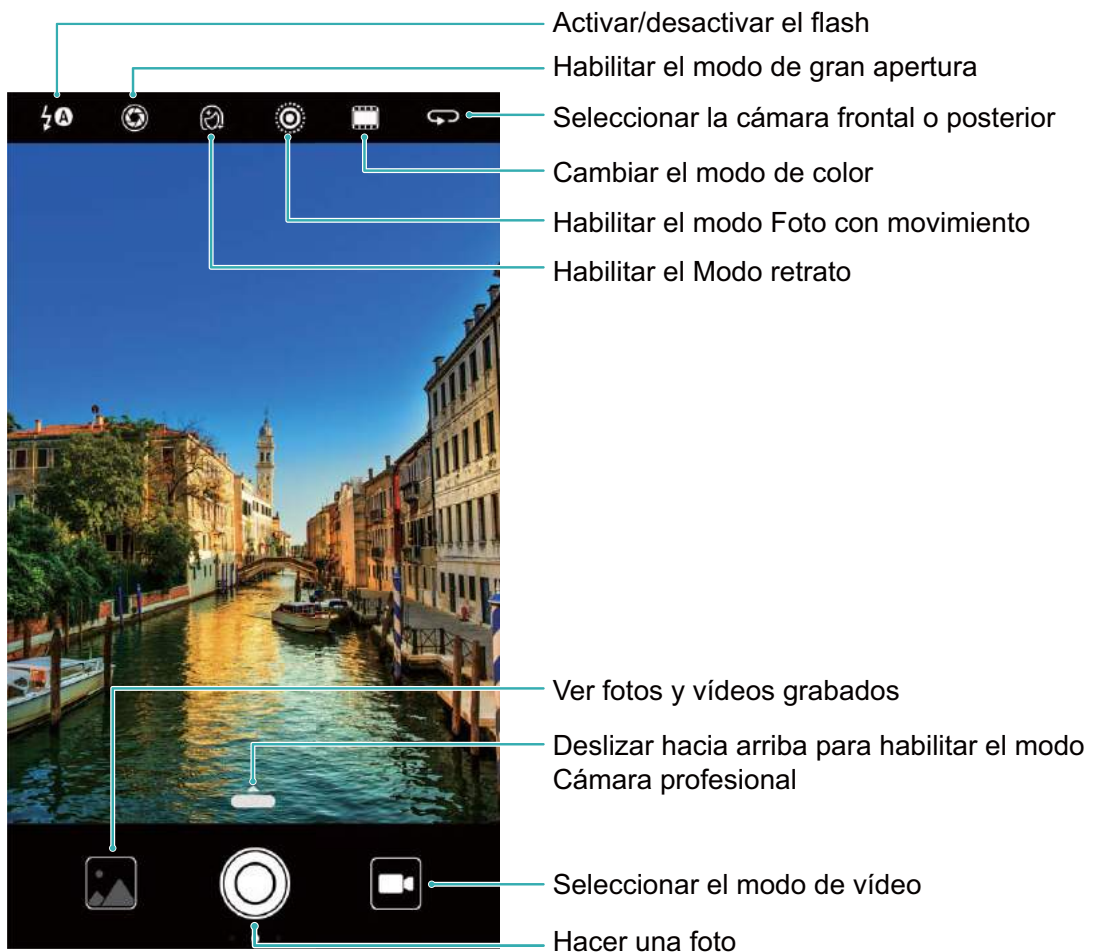 Activar/desactivar el flash
Habilitar el modo de gran apertura
A
Seleccionar la cámara frontal o posterior
Cambiar el modo de color
Habilitar el modo Foto con movimiento
Habilitar el Modo retrato
Ver fotos y vídeos grabados
Deslizar hacia arriba para habilitar el modo
Cámara profesional
Seleccionar el modo de vídeo
Hacer una foto